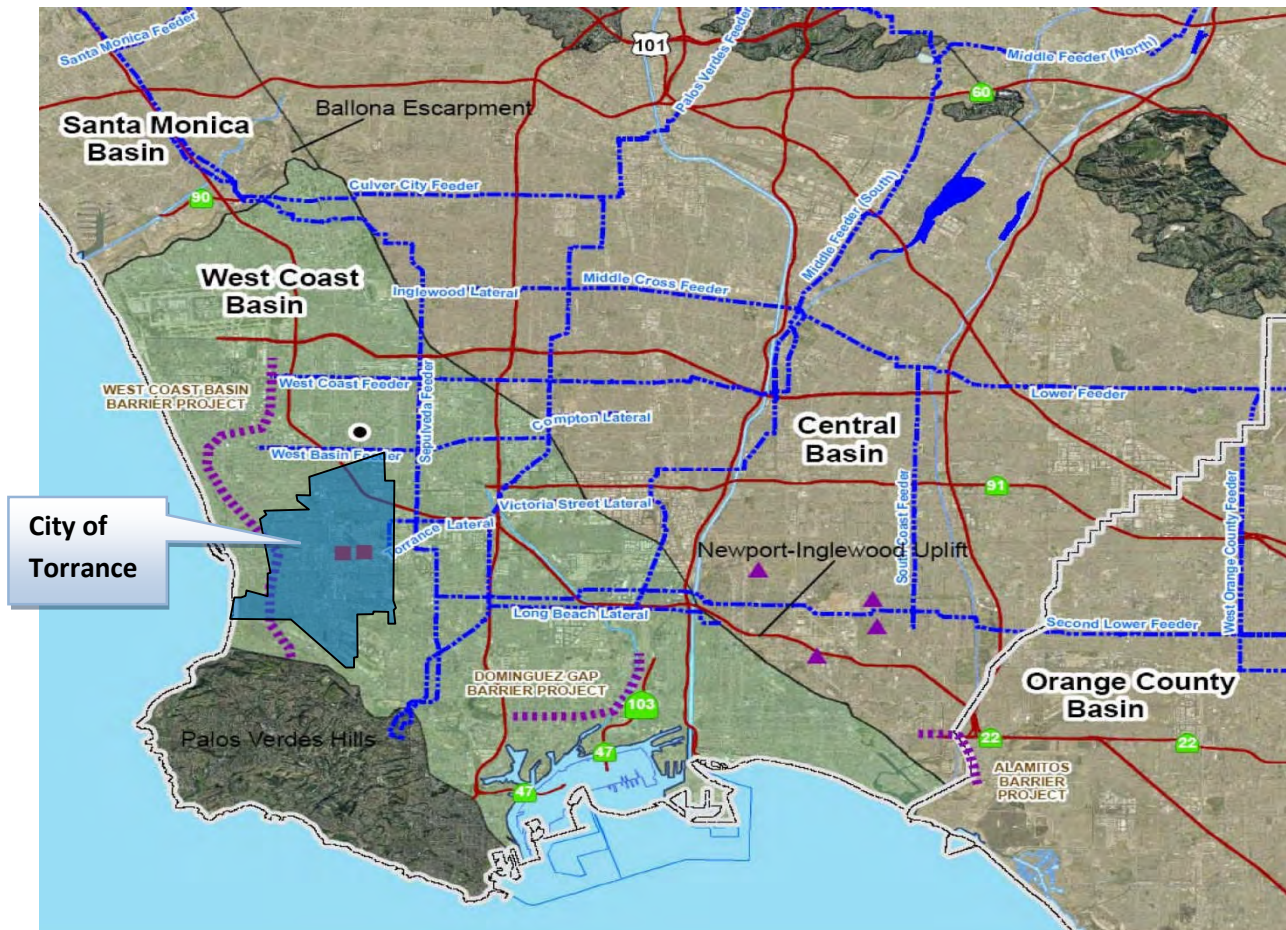 Santa Monica Feeder
101
Palos Verdes Feeder
Middle Feeder (North)
60
Ballona Escarpment
Santa Monica
Basin
Culver City Feeder
90
Middle Feeder (South)
West Coast
Basin
Inglewood Lateral
Middle Cross Feeder
WEST COAST BASIN
BARRIER PROJECT
West Coast Feeder
Sepulveda Feeder
Lower Feeder
Compton Lateral
Central
Basin
West Basin Feeder
91
City of
Torrance
Victoria Street Lateral
Torrance Lateral
South Coast Feeder
West Orange County Feeder
Newport-Inglewood Uplift
Long Beach Lateral
Second Lower Feeder
DOMINGUEZ GAP
BARRIER PROJECT
103
Orange County
Basin
Palos Verdes Hills
47
22
22
47
ALAMITOS
BARRIER
PROJECT